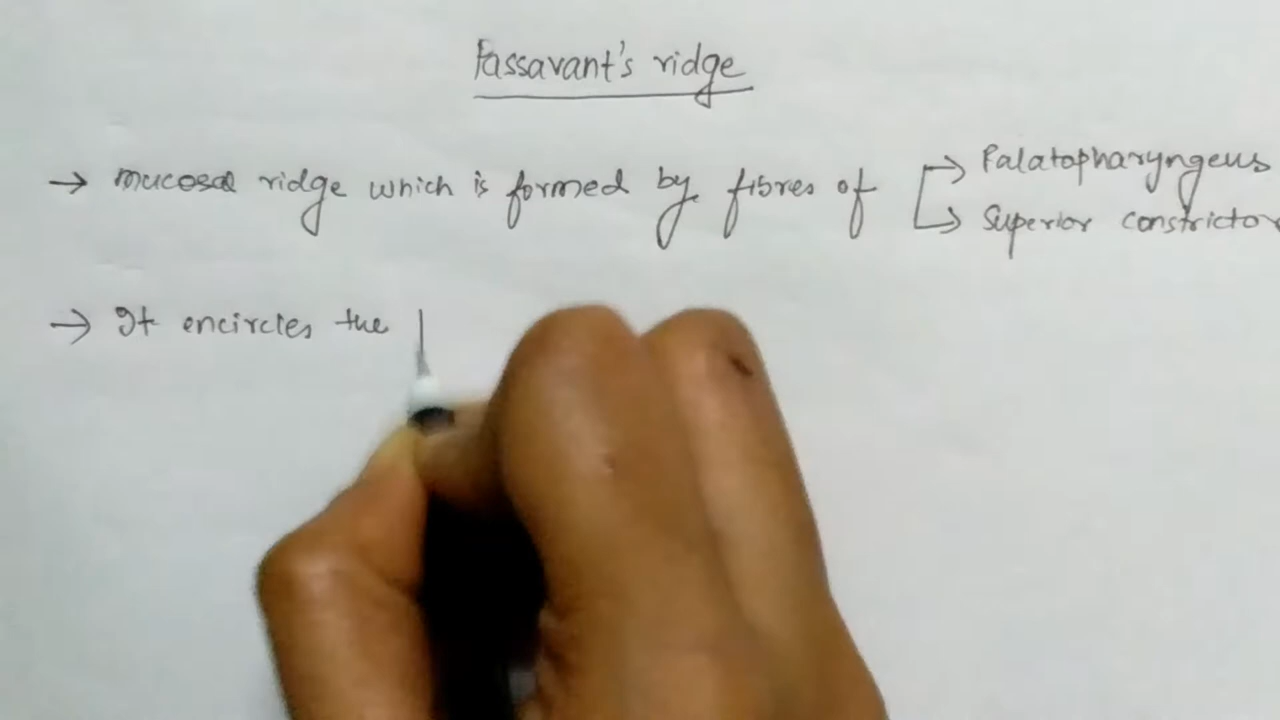 Passavant's ridge
→ mucosal ridge which is formed by fibres of → Palatopharyngeus
→ Superior constrictor
→ It encircles the